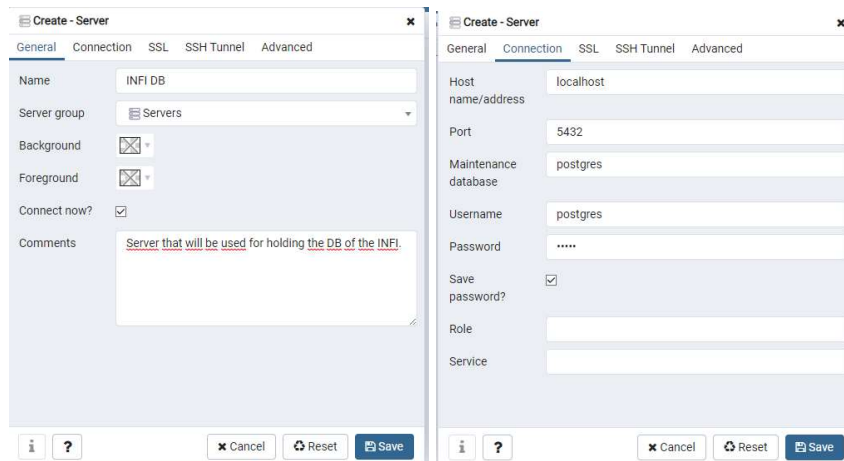 Create - Server
General Connection SSL SSH Tunnel Advanced
Name INFI DB
Server group Servers
Background
Foreground
Connect now?
Comments Server that will be used for holding the DB of the INFI.
i ? Cancel Reset Save
Create - Server
General Connection SSL SSH Tunnel Advanced
Host name/address localhost
Port 5432
Maintenance database postgres
Username postgres
Password •••••
Save password?
Role
Service
i ? Cancel Reset Save